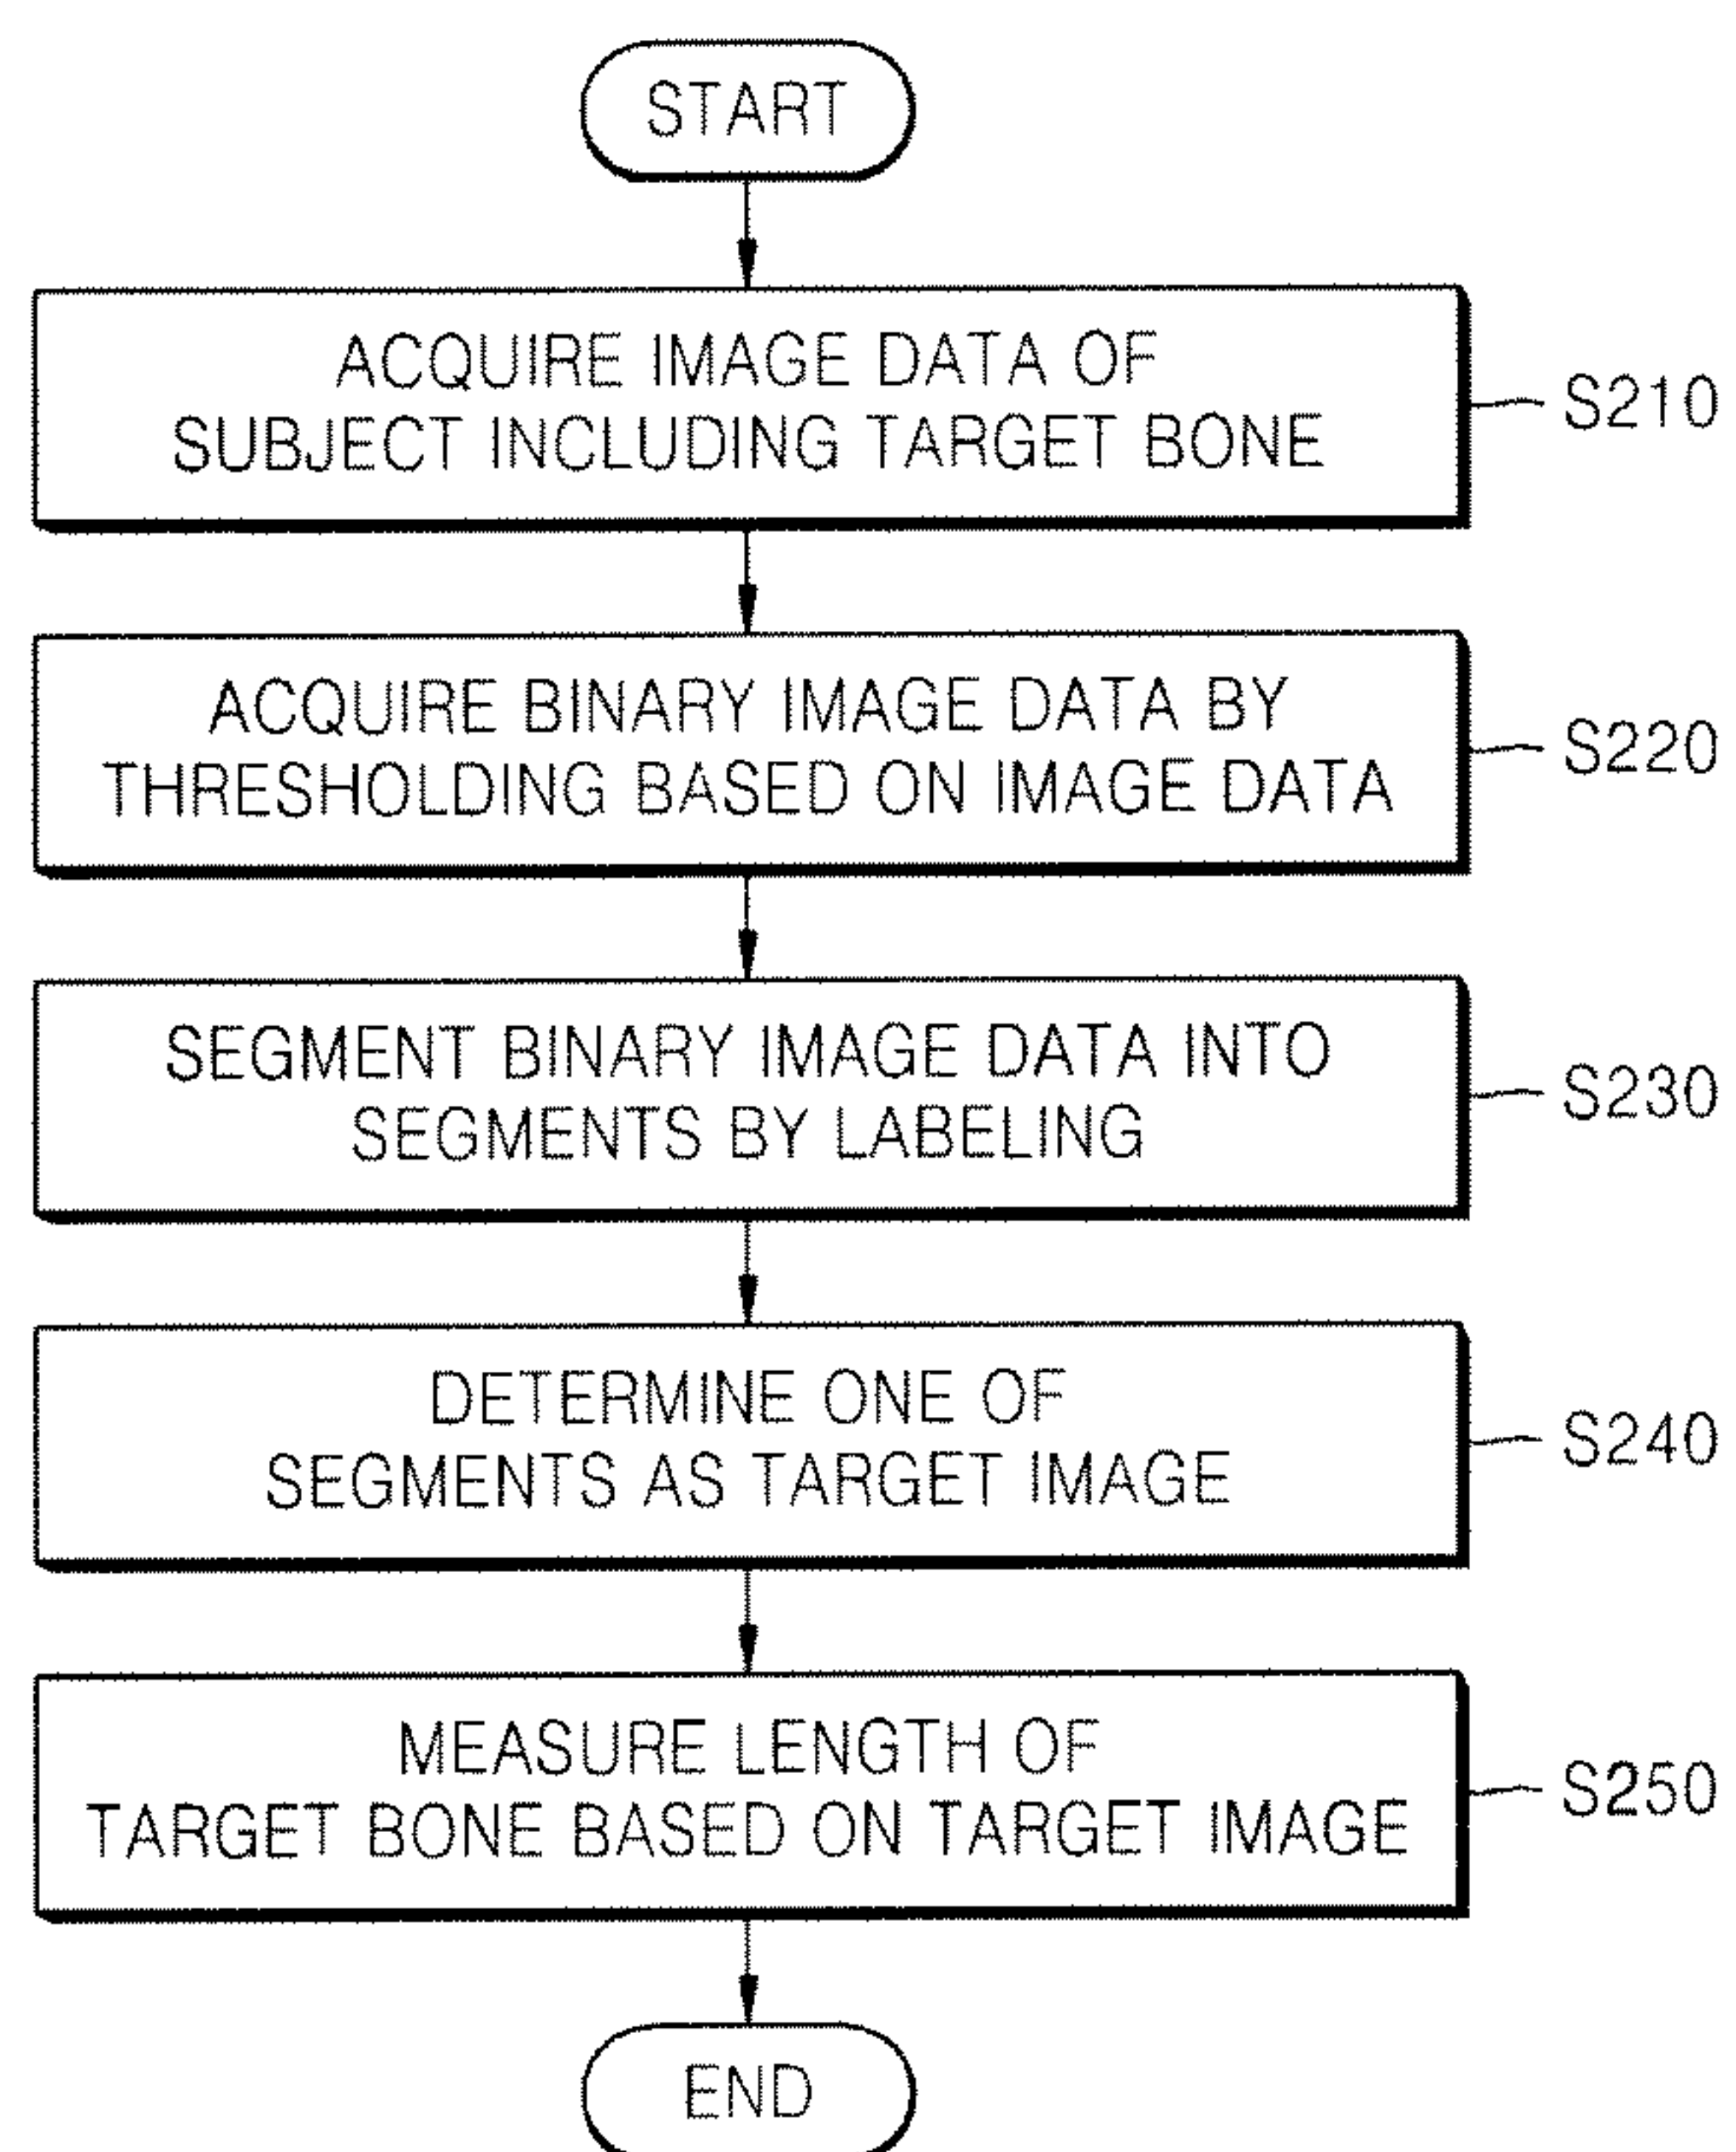 START
ACQUIRE IMAGE DATA OF
SUBJECT INCLUDING TARGET BONE
S210
ACQUIRE BINARY IMAGE DATA BY
THRESHOLDING BASED ON IMAGE DATA
S220
SEGMENT BINARY IMAGE DATA INTO
SEGMENTS BY LABELING
S230
DETERMINE ONE OF
SEGMENTS AS TARGET IMAGE
S240
MEASURE LENGTH OF
TARGET BONE BASED ON TARGET IMAGE
S250
END